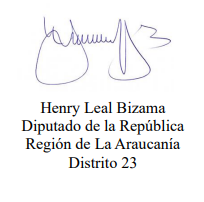 Henry Leal Bizama
Diputado de la República
Región de La Araucanía
Distrito 23